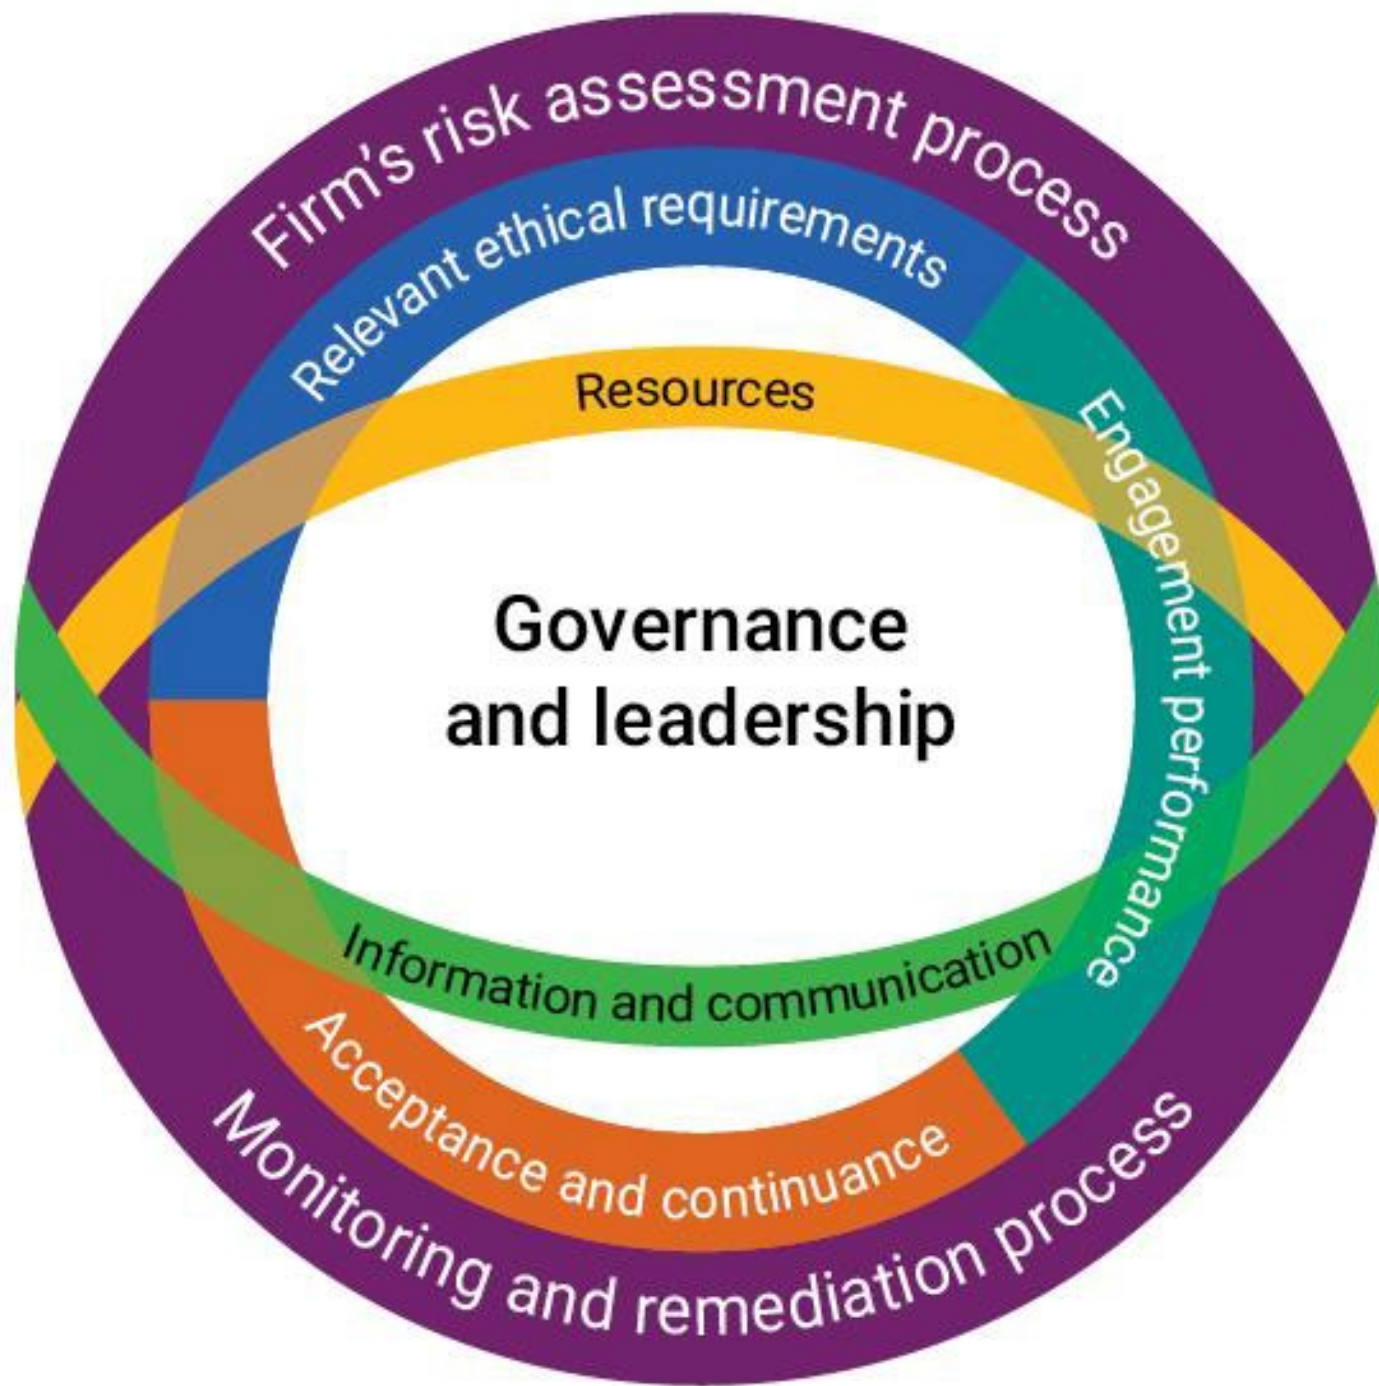 Firm's risk assessment process
Relevant ethical requirements
Resources
Engagement performance
Governance
and leadership
Information and communication
Acceptance and continuance
Monitoring and remediation process